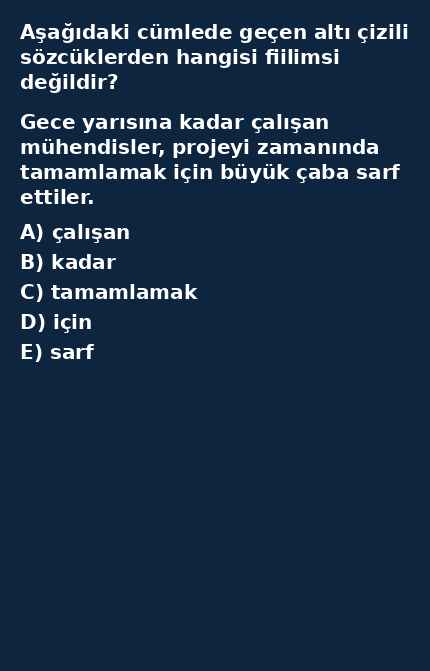 Aşağıdaki cümlede geçen altı çizili
sözcüklerden hangisi fiilimsi
değildir?
Gece yarısına kadar çalışan
mühendisler, projeyi zamanında
tamamlamak için büyük çaba sarf
ettiler.
A) çalışan
B) kadar
C) tamamlamak
D) için
E) sarf